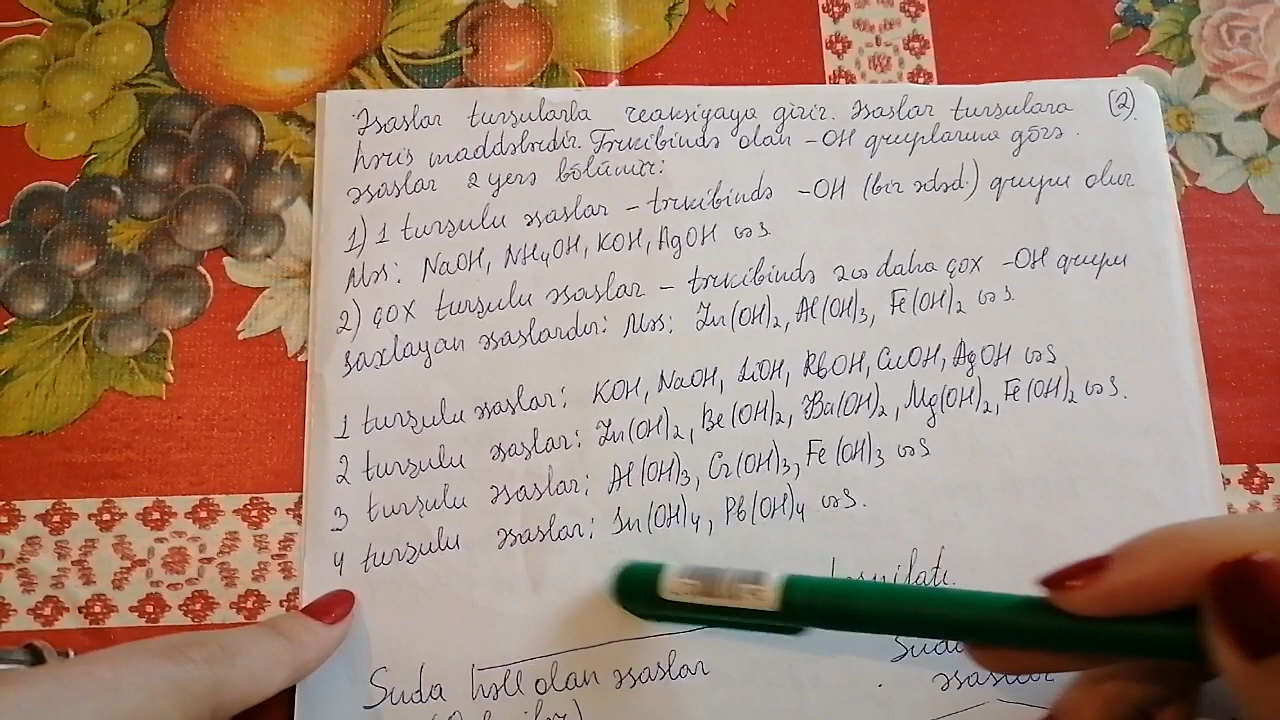 Əsaslar turşularla reaksiyaya girir. Əsaslar turşulara (2)
həris maddələrdir. Tərkibində olan -OH qruplarına görə
əsaslar 2 yerə bölünür:
1) 1 turşulu əsaslar - tərkibində -OH (bir ədəd.) qrupu olur
Məs: NaOH, NH₄OH, KOH, AgOH və s.
2) çox turşulu əsaslar - tərkibində 2 və daha çox -OH qrupu
saxlayan əsaslardır: Məs: Zn(OH)₂, Al(OH)₃, Fe(OH)₂ və s.
1 turşulu əsaslar: KOH, NaOH, LiOH, RbOH, CuOH, AgOH və s
2 turşulu əsaslar: Zn(OH)₂, Be(OH)₂, Ba(OH)₂, Mg(OH)₂, Fe(OH)₂ və s.
3 turşulu əsaslar: Al(OH)₃, Cr(OH)₃, Fe(OH)₃ və s
4 turşulu əsaslar: Sn(OH)₄, Pb(OH)₄ və s.
təsnifatı.
Suda həll olan əsaslar
Suda
əsaslar